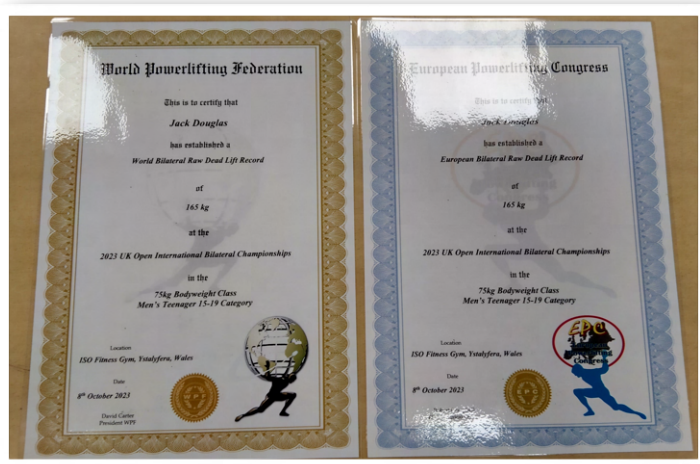 World Powerlifting Federation
This is to certify that
Jack Douglas
has established a
World Bilateral Raw Dead Lift Record
of
165 kg
at the
2023 UK Open International Bilateral Championships
in the
75kg Bodyweight Class
Men's Teenager 15-19 Category
Location
ISO Fitness Gym, Ystalyfera, Wales
Date
8th October 2023
David Carter
President WPF
European Powerlifting Congress
This is to certify that
Jack Douglas
has established a
European Bilateral Raw Dead Lift Record
of
165 kg
at the
2023 UK Open International Bilateral Championships
in the
75kg Bodyweight Class
Men's Teenager 15-19 Category
Location
ISO Fitness Gym, Ystalyfera, Wales
Date
8th October 2023
EPC
Congress
EPC